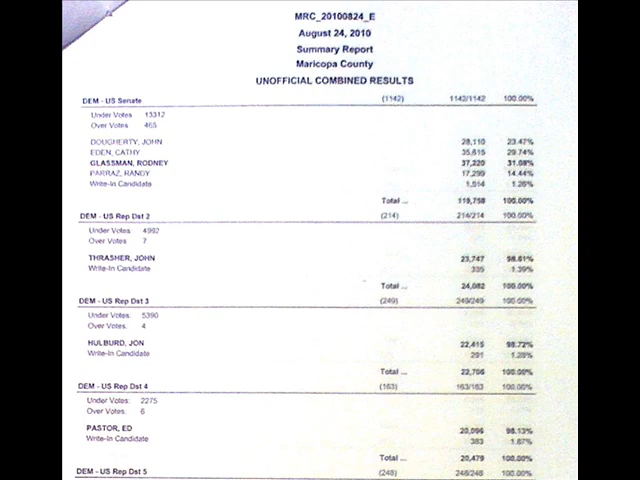 MRC_20100824_E
August 24, 2010
Summary Report
Maricopa County
UNOFFICIAL COMBINED RESULTS
DEM - US Senate (1142) 1142/1142 100.00%
Under Votes 13312
Over Votes 465
DOUGHERTY, JOHN 28,110 23.47%
EDEN, CATHY 35,615 29.74%
GLASSMAN, RODNEY 37,220 31.08%
PARRAZ, RANDY 17,299 14.44%
Write-In Candidate 1,514 1.26%
Total ... 119,758 100.00%
DEM - US Rep Dst 2 (214) 214/214 100.00%
Under Votes 4992
Over Votes 7
THRASHER, JOHN 23,747 98.61%
Write-In Candidate 335 1.39%
Total ... 24,082 100.00%
DEM - US Rep Dst 3 (249) 249/249 100.00%
Under Votes: 5390
Over Votes: 4
HULBURD, JON 22,415 98.72%
Write-In Candidate 291 1.28%
Total ... 22,706 100.00%
DEM - US Rep Dst 4 (163) 163/163 100.00%
Under Votes: 2275
Over Votes: 6
PASTOR, ED 20,096 98.13%
Write-In Candidate 383 1.87%
Total ... 20,479 100.00%
DEM - US Rep Dst 5 (248) 248/248 100.00%